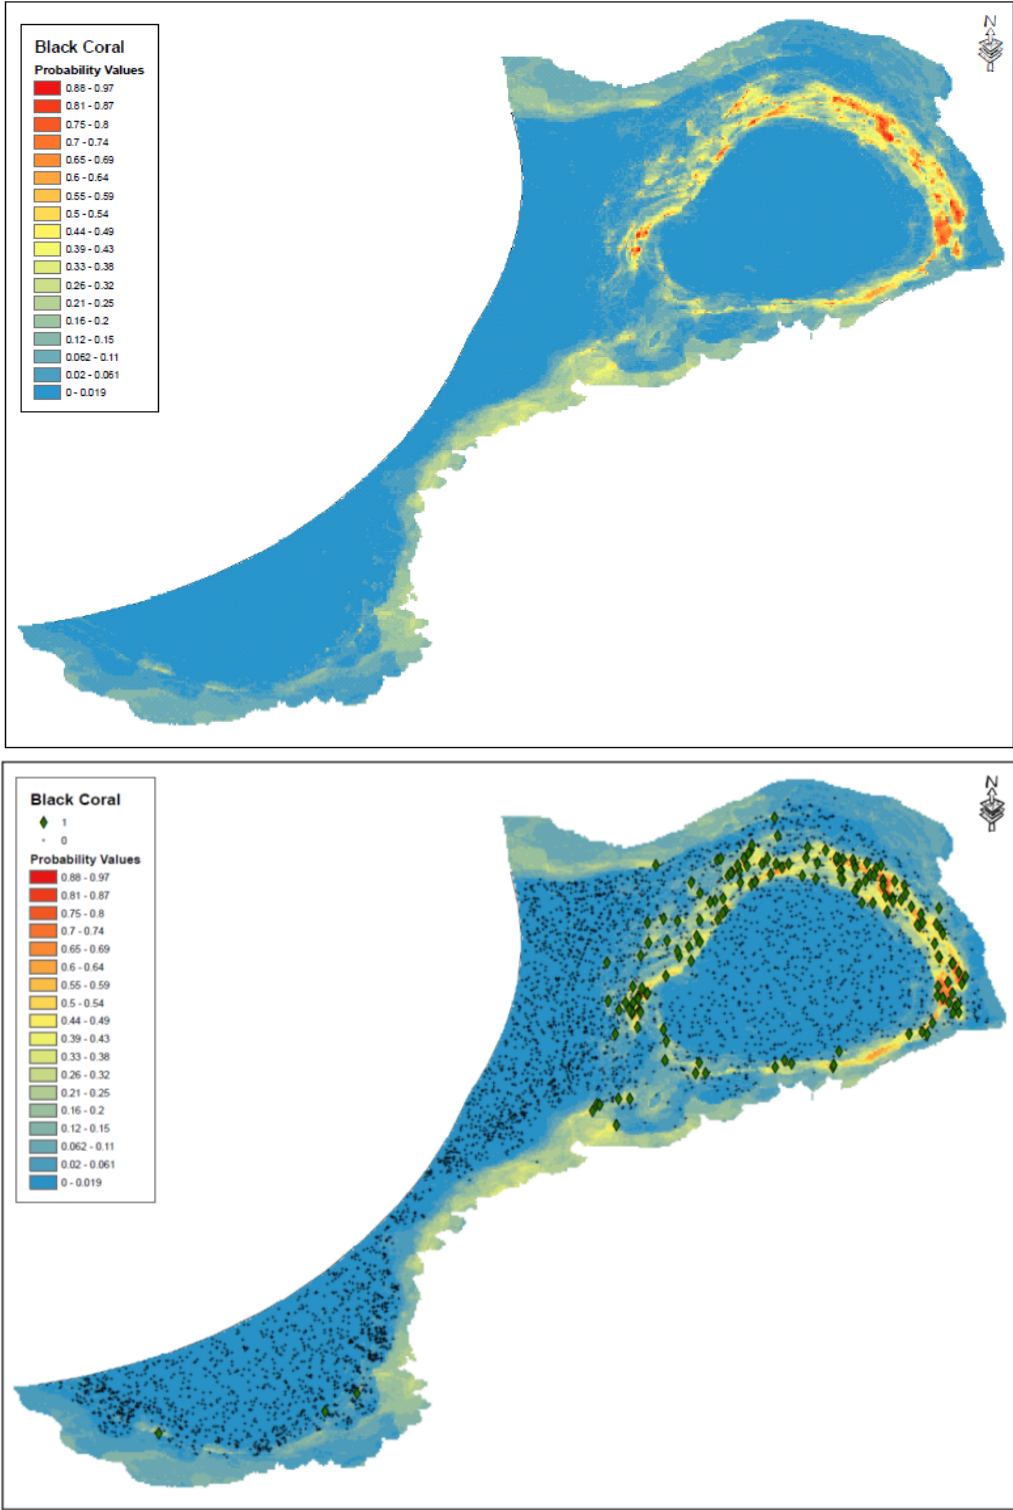 N
Black Coral
Probability Values
0.88 - 0.97
0.81 - 0.87
0.75 - 0.8
0.7 - 0.74
0.65 - 0.69
0.6 - 0.64
0.55 - 0.59
0.5 - 0.54
0.44 - 0.49
0.39 - 0.43
0.33 - 0.38
0.26 - 0.32
0.21 - 0.25
0.16 - 0.2
0.12 - 0.15
0.062 - 0.11
0.02 - 0.061
0 - 0.019
N
Black Coral
1
0
Probability Values
0.88 - 0.97
0.81 - 0.87
0.75 - 0.8
0.7 - 0.74
0.65 - 0.69
0.6 - 0.64
0.55 - 0.59
0.5 - 0.54
0.44 - 0.49
0.39 - 0.43
0.33 - 0.38
0.26 - 0.32
0.21 - 0.25
0.16 - 0.2
0.12 - 0.15
0.062 - 0.11
0.02 - 0.061
0 - 0.019